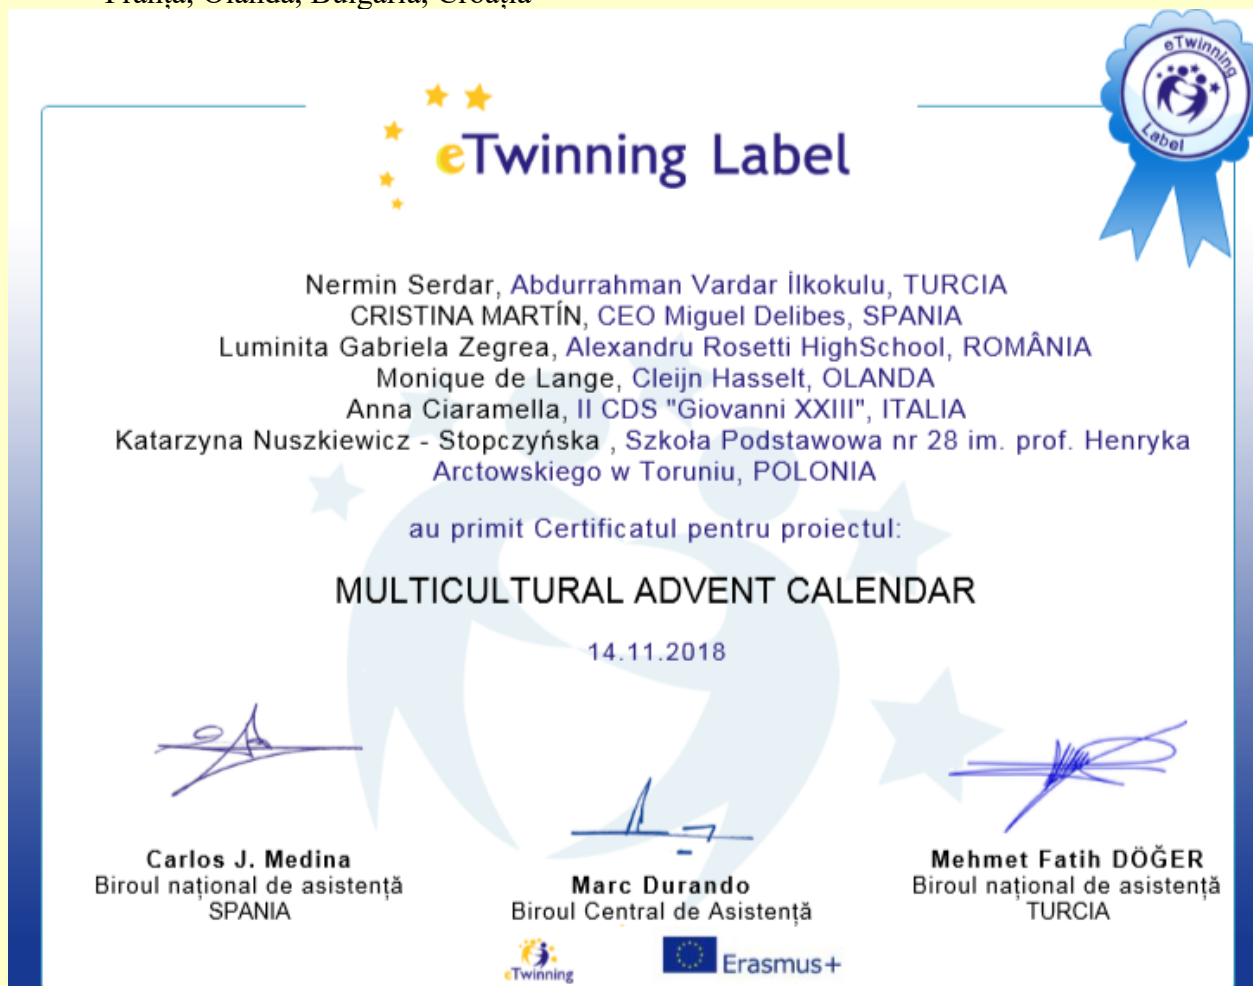 Franța, Olanda, Bulgaria, Croația
eTwinning
Label
eTwinning Label
Nermin Serdar, Abdurrahman Vardar İlkokulu, TURCIA
CRISTINA MARTÍN, CEO Miguel Delibes, SPANIA
Luminita Gabriela Zegrea, Alexandru Rosetti HighSchool, ROMÂNIA
Monique de Lange, Cleijn Hasselt, OLANDA
Anna Ciaramella, II CDS "Giovanni XXIII", ITALIA
Katarzyna Nuszkiewicz - Stopczyńska , Szkoła Podstawowa nr 28 im. prof. Henryka
Arctowskiego w Toruniu, POLONIA
au primit Certificatul pentru proiectul:
MULTICULTURAL ADVENT CALENDAR
14.11.2018
Carlos J. Medina
Biroul național de asistență
SPANIA
Marc Durando
Biroul Central de Asistență
Mehmet Fatih DÖĞER
Biroul național de asistență
TURCIA
eTwinning
Erasmus+